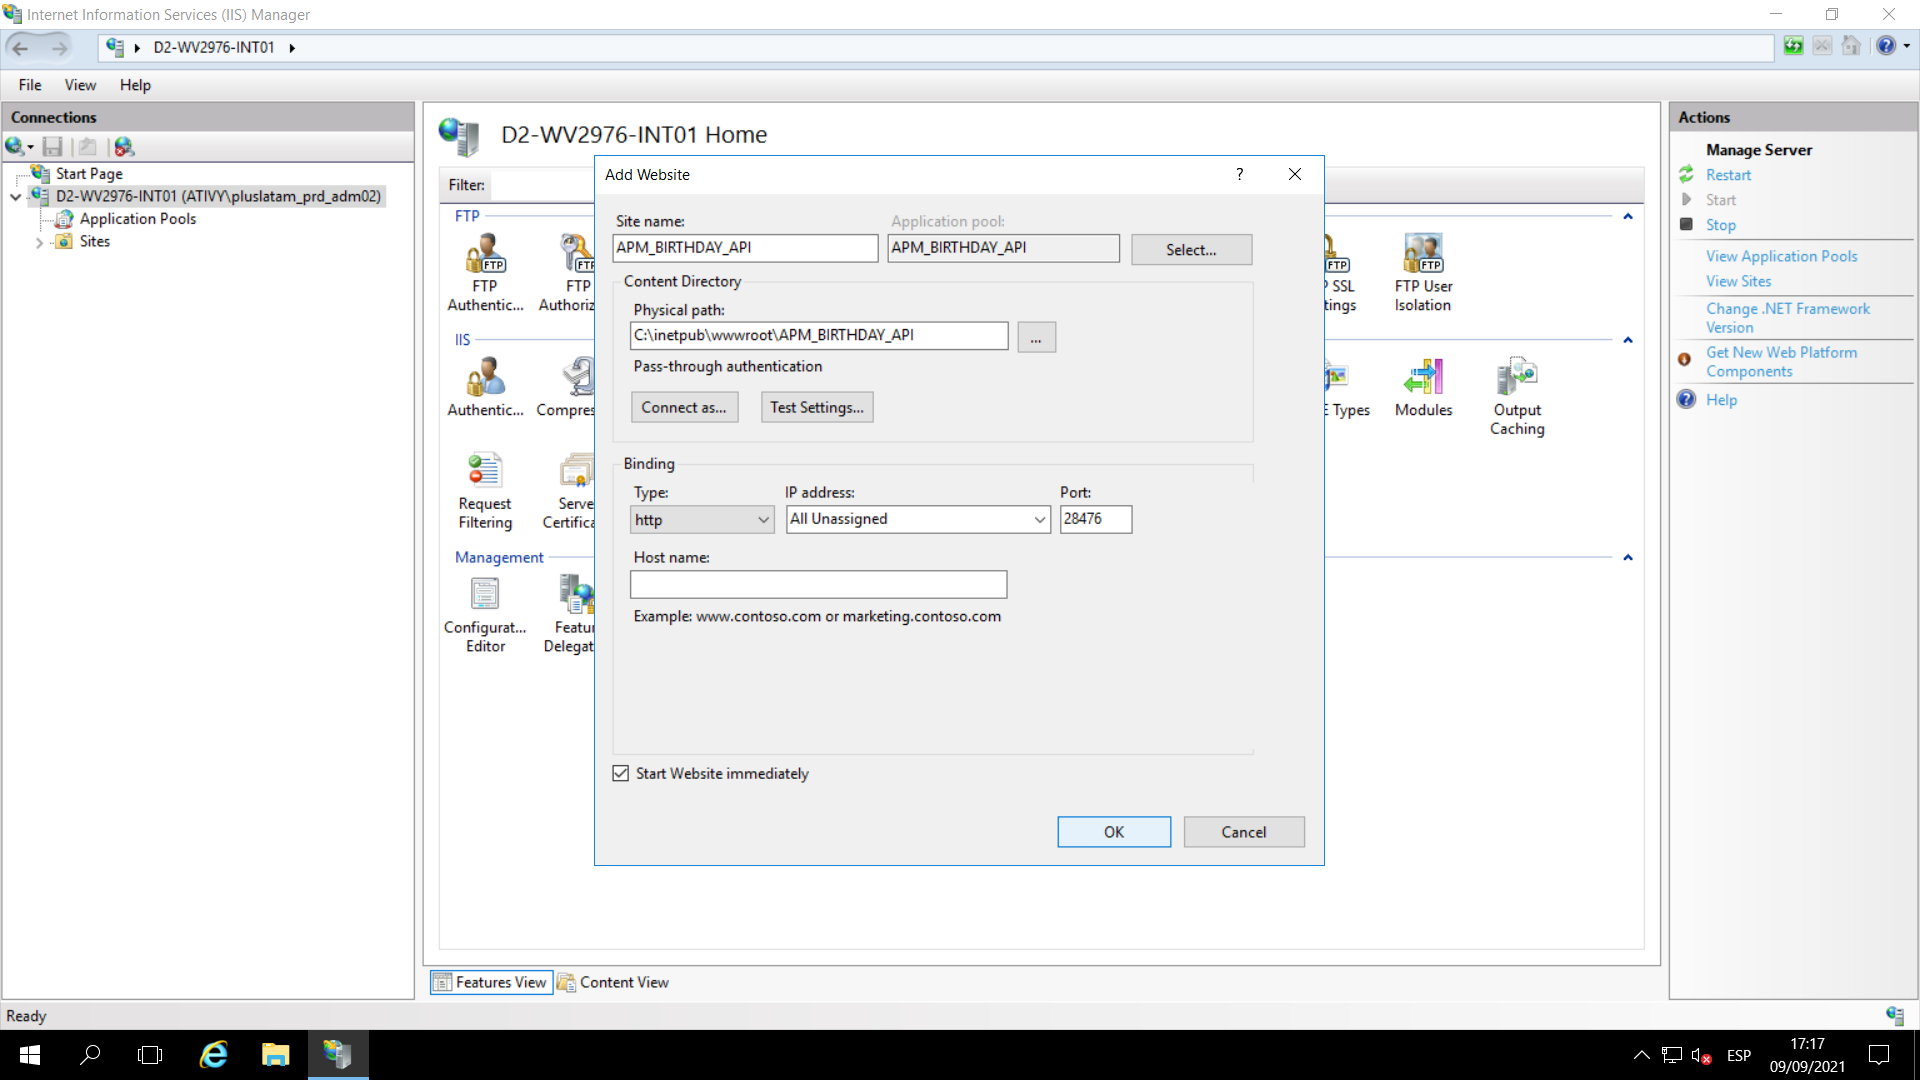 Internet Information Services (IIS) Manager
D2-WV2976-INT01
File View Help
Connections
Start Page
D2-WV2976-INT01 (ATIVY\pluslatam_prd_adm02)
Application Pools
Sites
D2-WV2976-INT01 Home
Filter:
FTP
FTP
Authentic...
FTP
Authoriz
SSL
tings
FTP User
Isolation
IIS
Authentic...
Compres
E Types
Modules
Output
Caching
Request
Filtering
Serve
Certifica
Management
Configurat...
Editor
Featu
Delegat
Add Website
?
Site name:
APM_BIRTHDAY_API
Application pool:
APM_BIRTHDAY_API
Select...
Content Directory
Physical path:
C:\inetpub\wwwroot\APM_BIRTHDAY_API
...
Pass-through authentication
Connect as...
Test Settings...
Binding
Type:
http
IP address:
All Unassigned
Port:
28476
Host name:
Example: www.contoso.com or marketing.contoso.com
Start Website immediately
OK
Cancel
Features View
Content View
Actions
Manage Server
Restart
Start
Stop
View Application Pools
View Sites
Change .NET Framework
Version
Get New Web Platform
Components
Help
Ready
ESP
17:17
09/09/2021